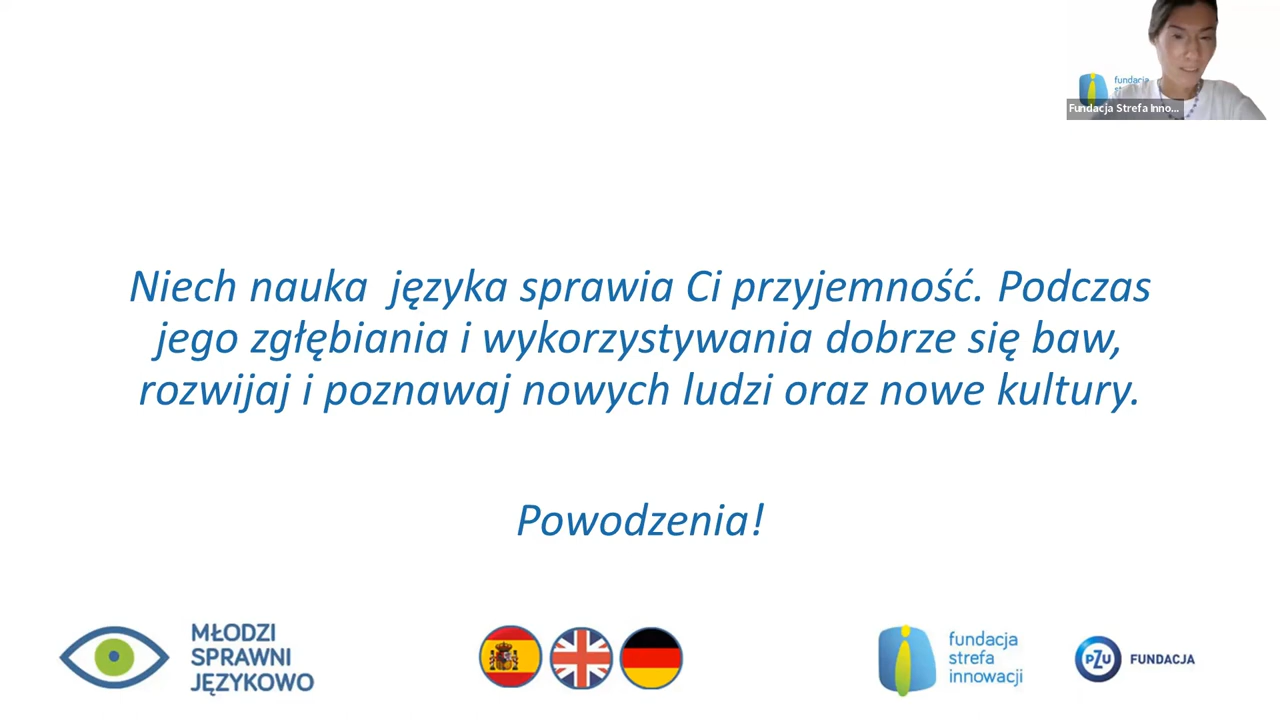 fundacja
Fundacja Strefa Inno...
Niech nauka  języka sprawia Ci przyjemność. Podczas
jego zgłębiania i wykorzystywania dobrze się baw,
rozwijaj i poznawaj nowych ludzi oraz nowe kultury.
Powodzenia!
MŁODZI
SPRAWNI
JĘZYKOWO
fundacja
strefa
innowacji
PZU
FUNDACJA